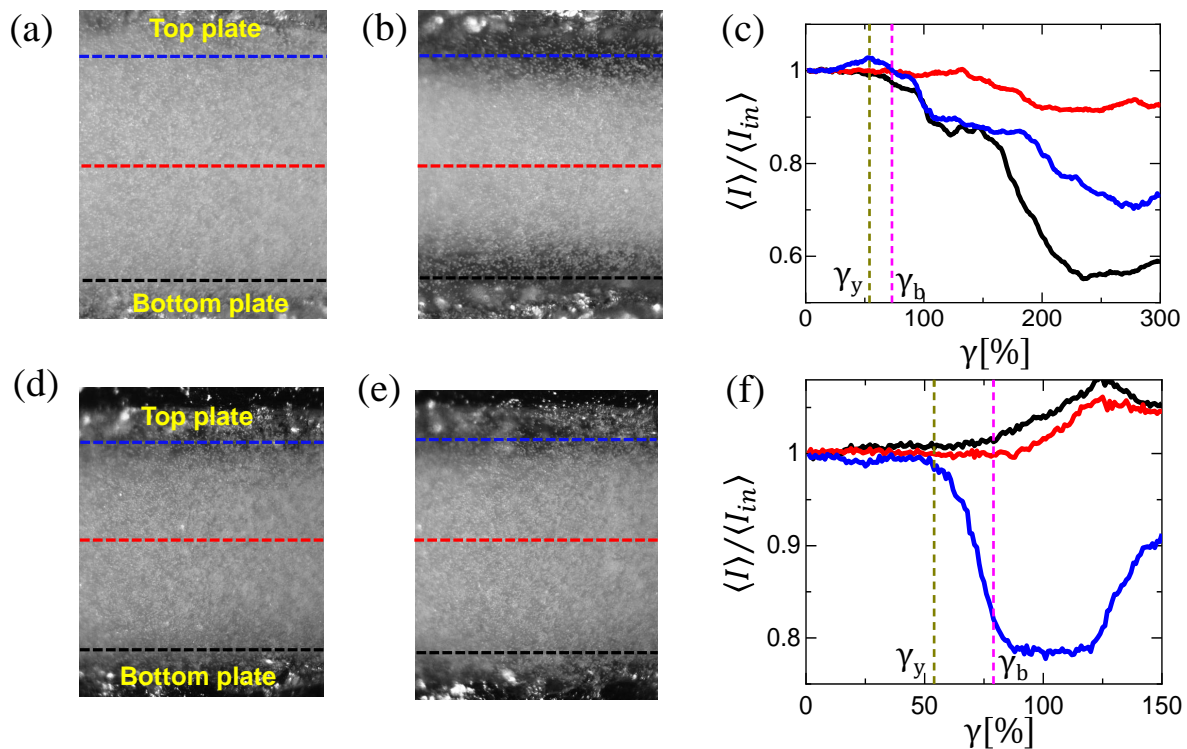 (a)
Top plate
Bottom plate
(b)
(c)
⟨I⟩/⟨I_in⟩
1
0.8
0.6
γ_y
γ_b
0
100
200
300
γ[%]
(d)
Top plate
Bottom plate
(e)
(f)
⟨I⟩/⟨I_in⟩
1
0.9
0.8
γ_y
γ_b
0
50
100
150
γ[%]